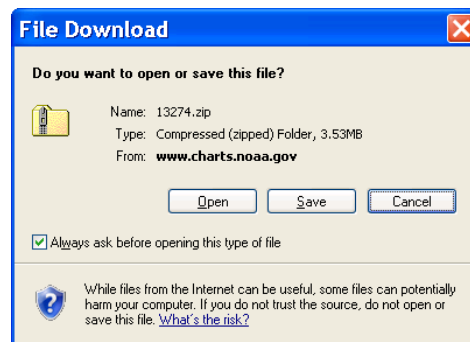 File Download
Do you want to open or save this file?
Name: 13274.zip
Type: Compressed (zipped) Folder, 3.53MB
From: www.charts.noaa.gov
Open Save Cancel
Always ask before opening this type of file
While files from the Internet can be useful, some files can potentially
harm your computer. If you do not trust the source, do not open or
save this file. What's the risk?